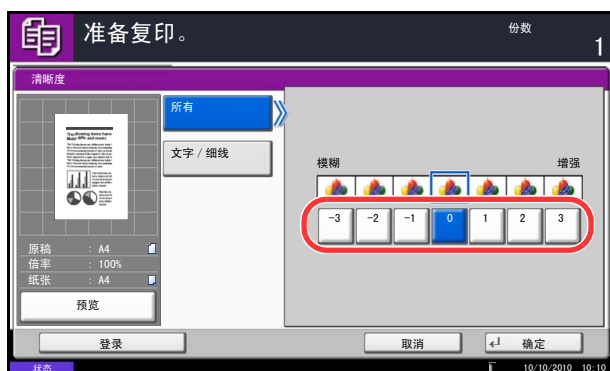 准备复印。
份数
1
清晰度
所有
文字 / 细线
模糊
增强
-3 -2 -1 0 1 2 3
原稿 : A4
倍率 : 100%
纸张 : A4
预览
登录
取消
确定
状态
10/10/2010 10:10